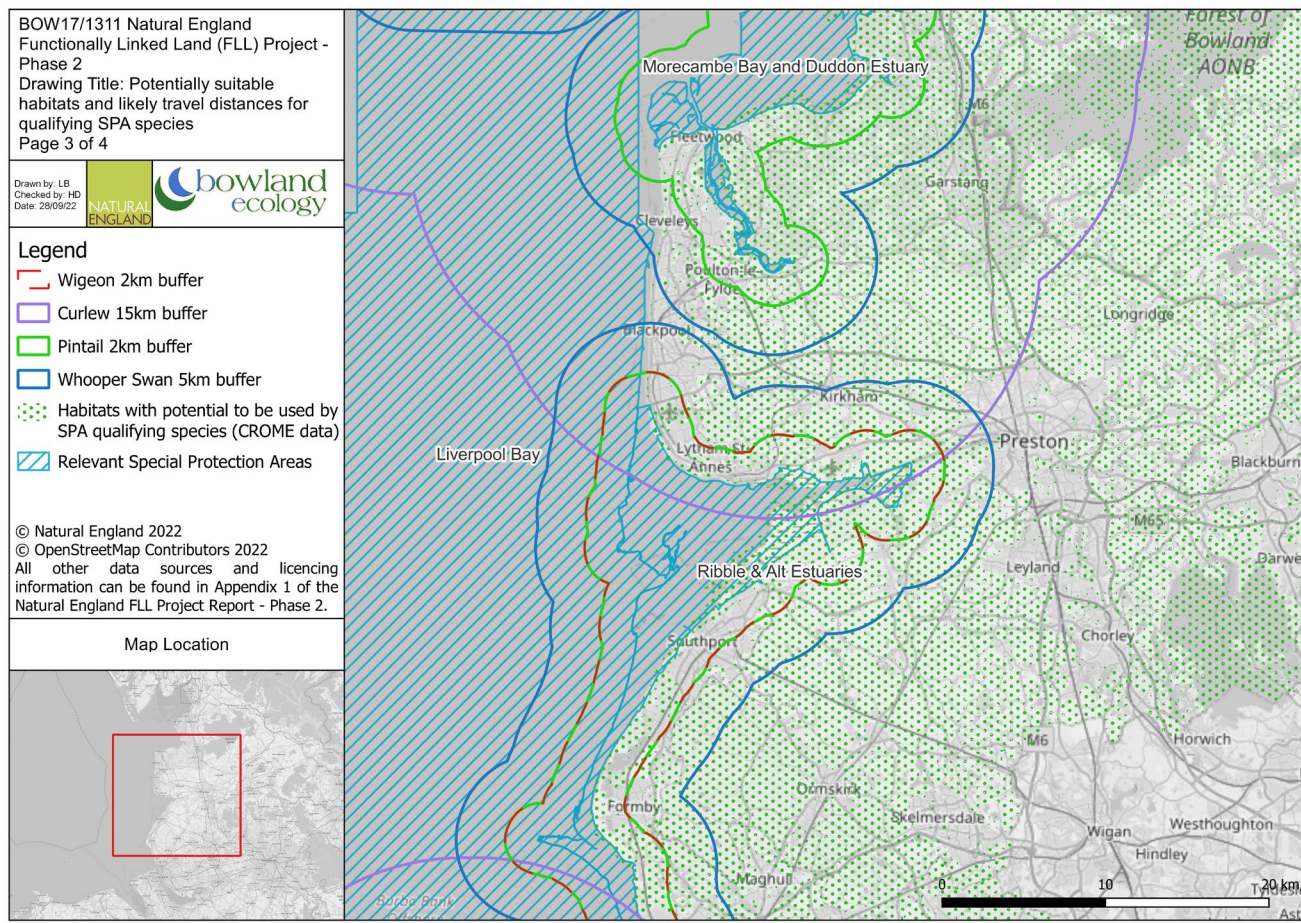 BOW17/1311 Natural England
Functionally Linked Land (FLL) Project -
Phase 2
Drawing Title: Potentially suitable
habitats and likely travel distances for
qualifying SPA species
Page 3 of 4
Drawn by: LB
Checked by: HD
Date: 28/09/22
NATURAL
ENGLAND
bowland
ecology
Legend
Wigeon 2km buffer
Curlew 15km buffer
Pintail 2km buffer
Whooper Swan 5km buffer
Habitats with potential to be used by
SPA qualifying species (CROME data)
Relevant Special Protection Areas
© Natural England 2022
© OpenStreetMap Contributors 2022
All other data sources and licencing
information can be found in Appendix 1 of the
Natural England FLL Project Report - Phase 2.
Map Location
Forest of
Bowland
AONB
Morecambe Bay and Duddon Estuary
M6
Fleetwood
Garstang
Cleveleys
Poulton-le-
Fylde
Longridge
Blackpool
Kirkham
Preston
Liverpool Bay
Lytham St
Annes
Blackburn
M65
Darwe
Ribble & Alt Estuaries
Leyland
Southport
Chorley
M6
Horwich
Ormskirk
Formby
Skelmersdale
Wigan
Westhoughton
Hindley
Maghull
0
10
20 km
Burbo Bank